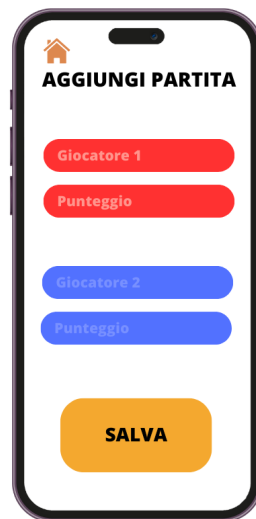 AGGIUNGI PARTITA
Giocatore 1
Punteggio
Giocatore 2
Punteggio
SALVA